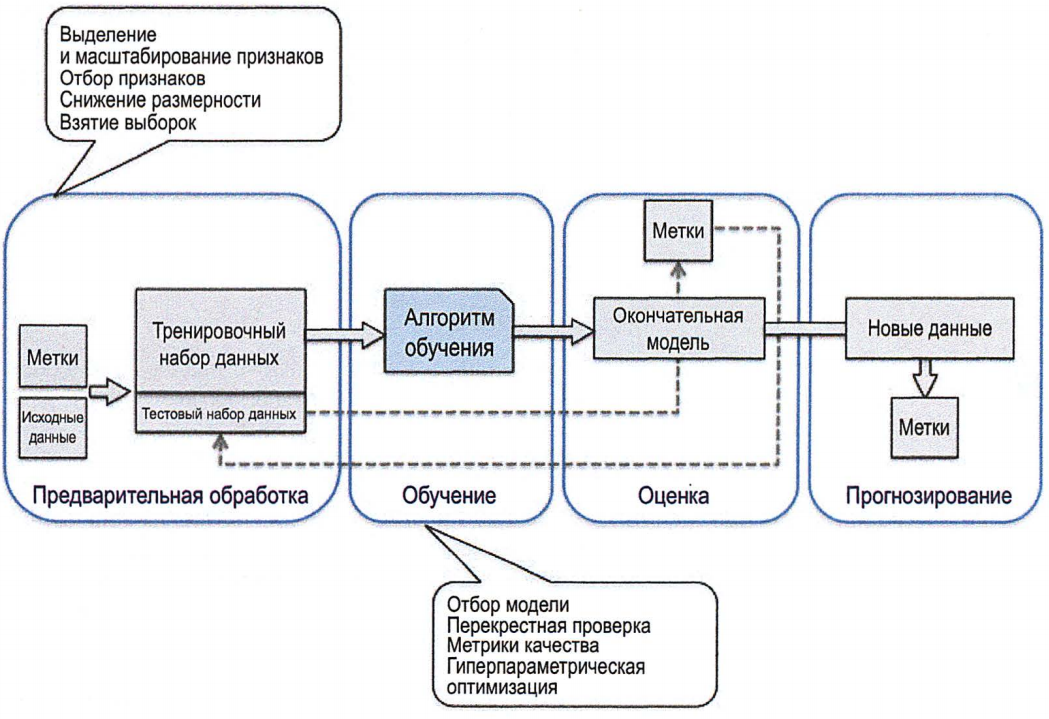 Выделение
и масштабирование признаков
Отбор признаков
Снижение размерности
Взятие выборок
Метки
Исходные
данные
Тренировочный
набор данных
Тестовый набор данных
Предварительная обработка
Алгоритм
обучения
Обучение
Метки
Окончательная
модель
Оценка
Новые данные
Метки
Прогнозирование
Отбор модели
Перекрестная проверка
Метрики качества
Гиперпараметрическая
оптимизация